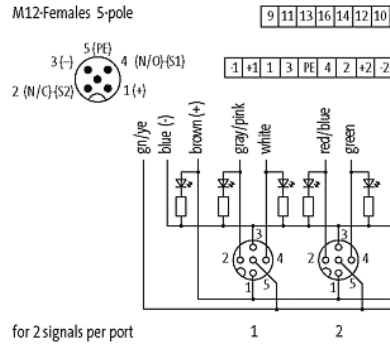 M12-Females 5-pole
9 11 13 16 14 12 10
5 (PE)
3 (–) 4 (N/O)-(S1)
2 (N/C)-(S2) 1 (+)
-1 +1 1 3 PE 4 2 +2 -2
gn/ye
blue (-)
brown (+)
gray/pink
white
red/blue
green
3 3
2 4 2 4
1 5 1 5
for 2 signals per port 1 2